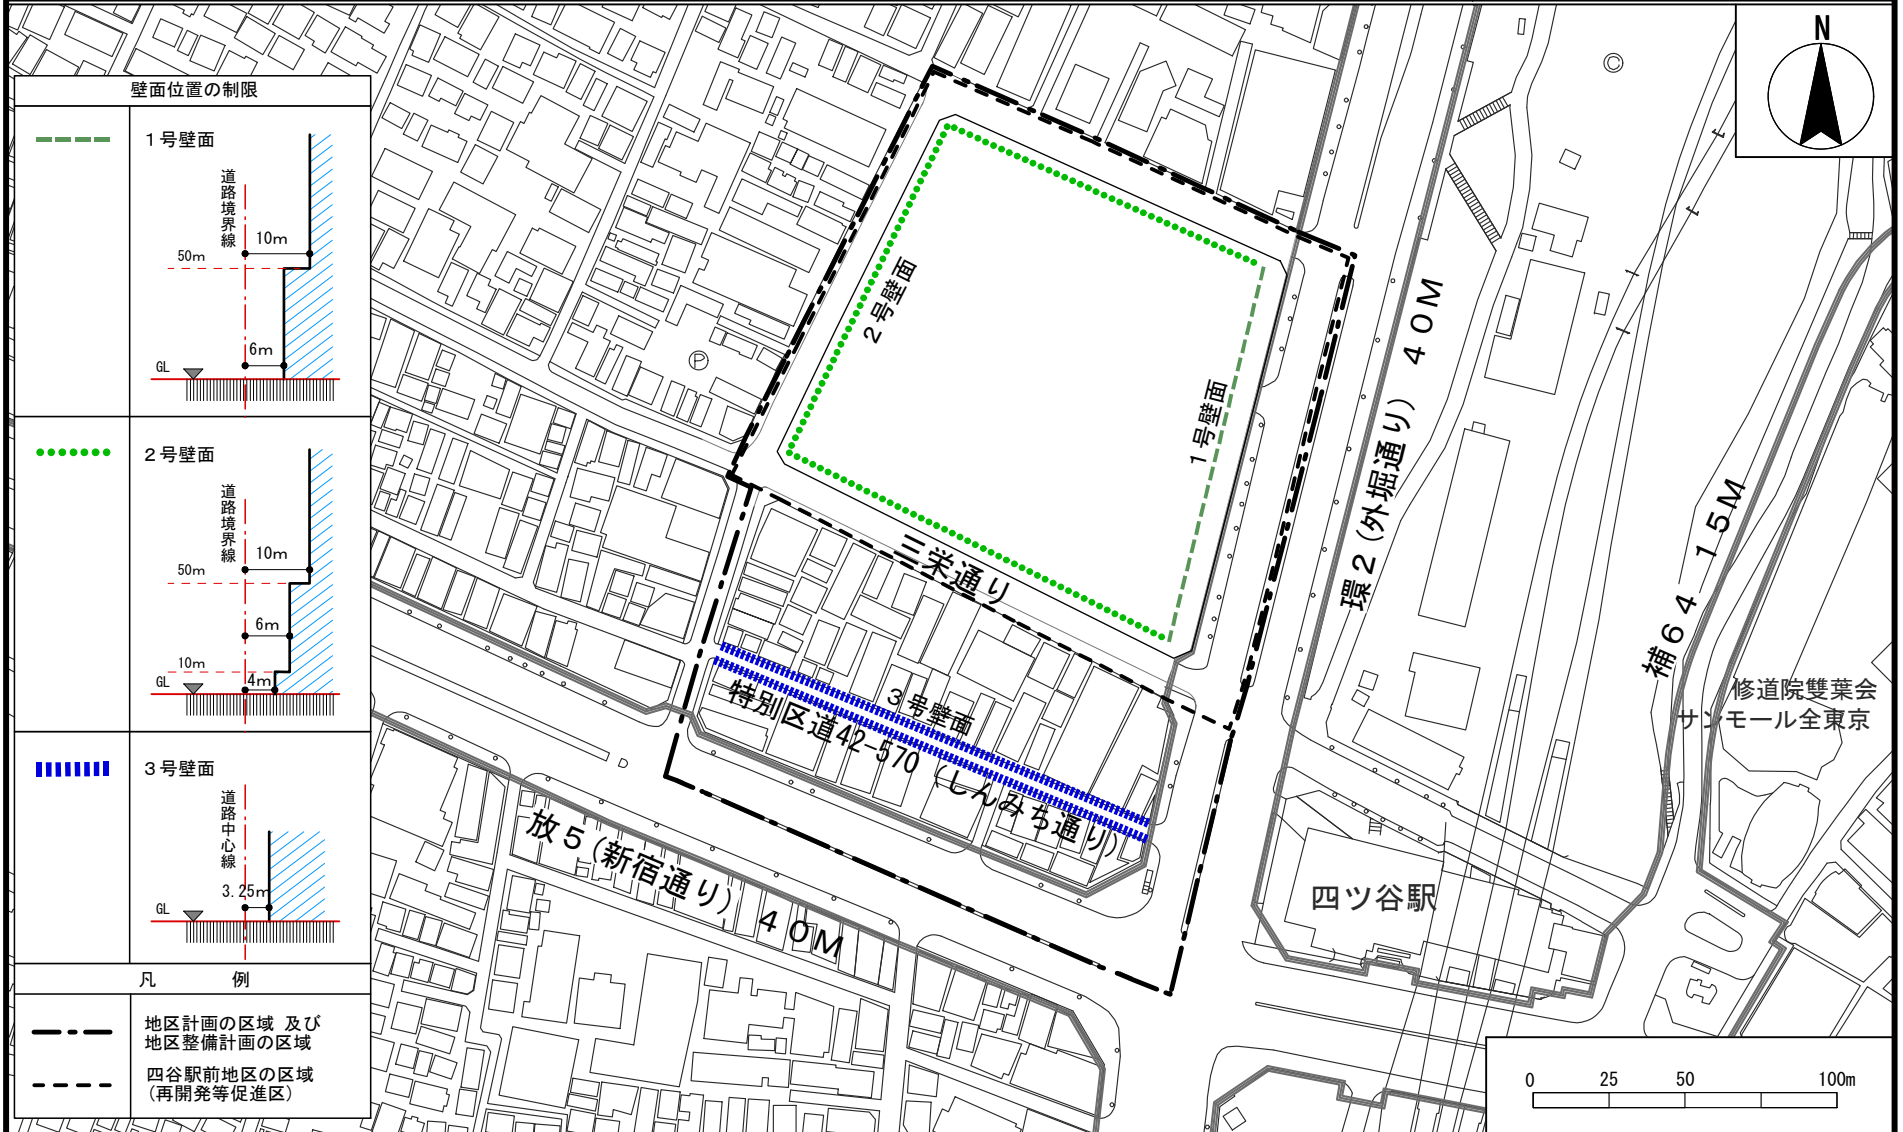 壁面位置の制限
1号壁面
道路境界線
10m
50m
6m
GL
2号壁面
道路境界線
10m
50m
6m
10m
4m
GL
3号壁面
道路中心線
3.25m
GL
凡 例
地区計画の区域 及び
地区整備計画の区域
四谷駅前地区の区域
(再開発等促進区)
N
2号壁面
1号壁面
三栄通り
3号壁面
特別区道42-570 (しんみち通り)
放5(新宿通り) 40M
環2(外堀通り) 40M
補64 15M
修道院雙葉会
サンモール全東京
四ツ谷駅
P
C
0 25 50 100m